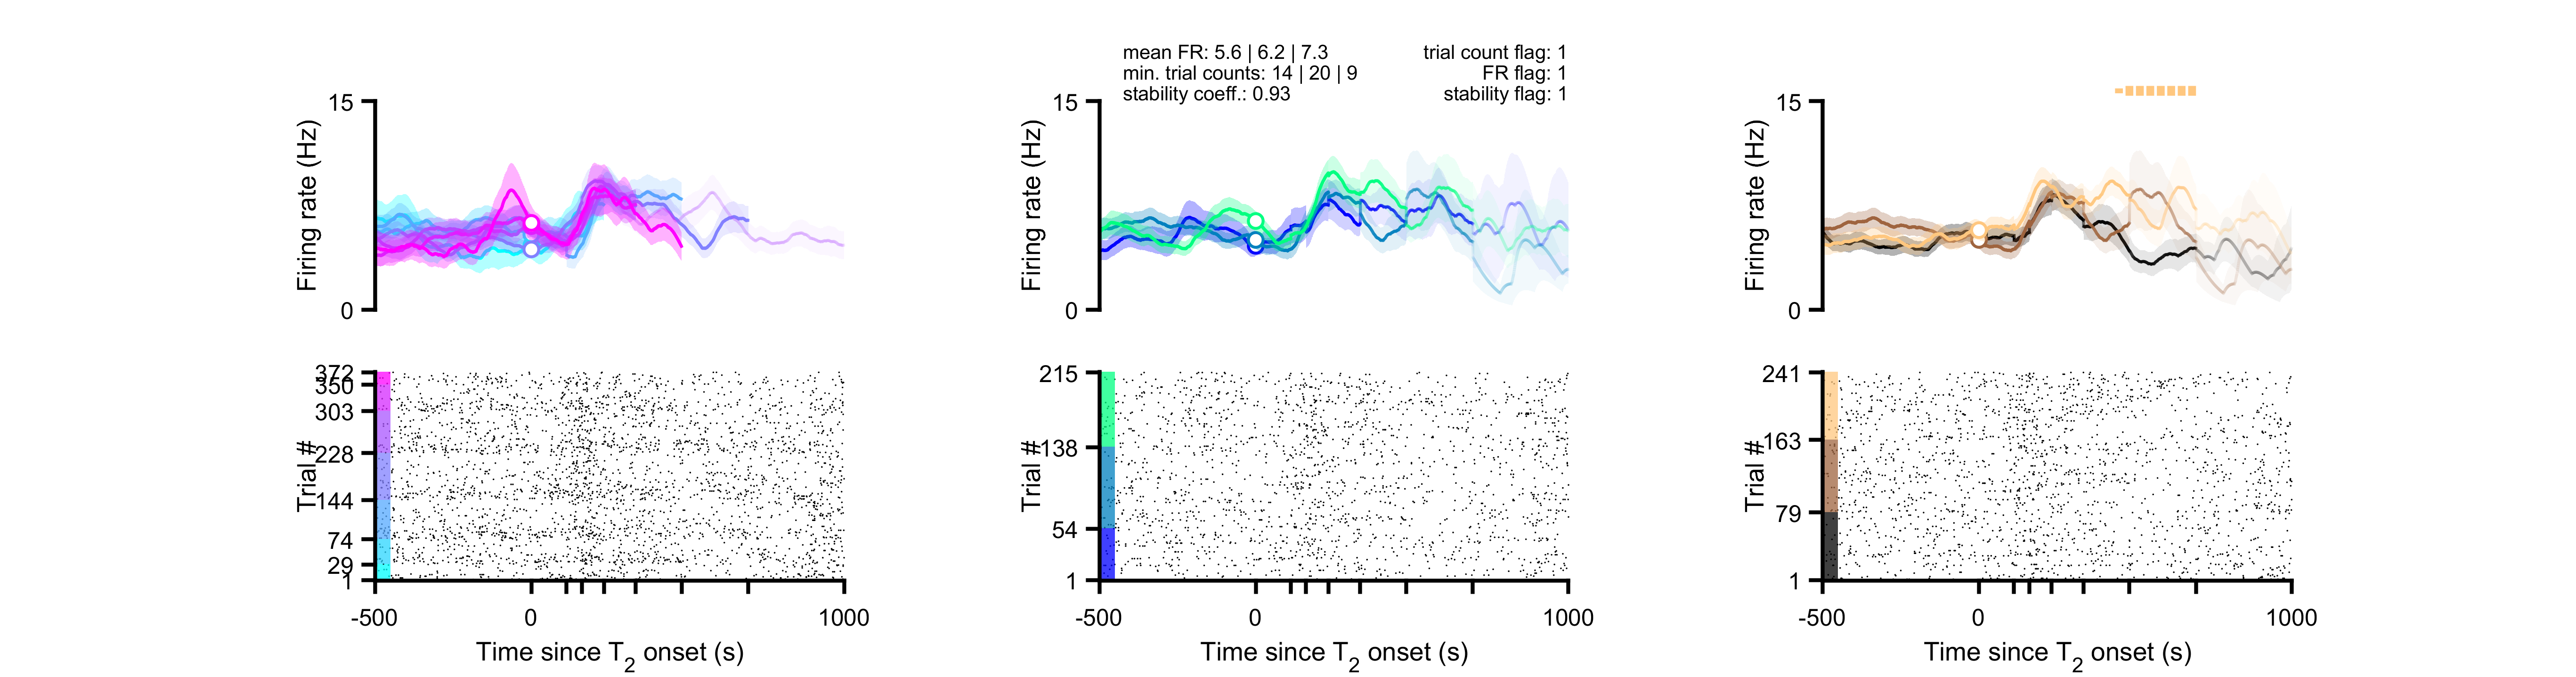 mean FR: 5.6 | 6.2 | 7.3
min. trial counts: 14 | 20 | 9
stability coeff.: 0.93
trial count flag: 1
FR flag: 1
stability flag: 1
15
Firing rate (Hz)
0
15
Firing rate (Hz)
0
15
Firing rate (Hz)
0
372
350
303
228
144
74
29
1
Trial #
-500
0
1000
Time since T2 onset (s)
215
138
54
1
Trial #
-500
0
1000
Time since T2 onset (s)
241
163
79
1
Trial #
-500
0
1000
Time since T2 onset (s)